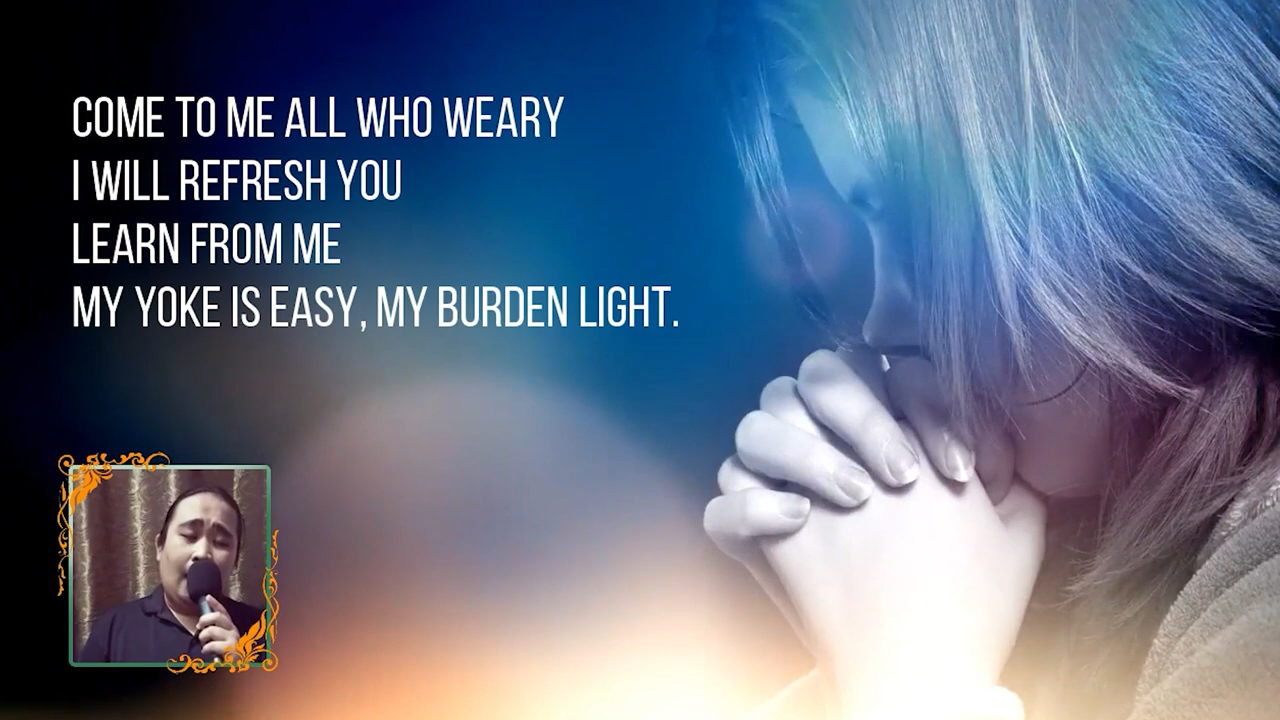 COME TO ME ALL WHO WEARY
I WILL REFRESH YOU
LEARN FROM ME
MY YOKE IS EASY, MY BURDEN LIGHT.